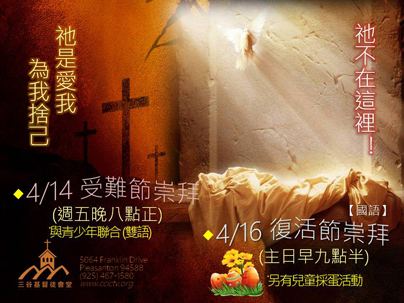 祂是愛我
為我捨己
祂不在這裡！
4/14 受難節崇拜
(週五晚八點正)
與青少年聯合(雙語)
【國語】
4/16 復活節崇拜
(主日早九點半)
*另有兒童採蛋活動
三谷基督徒會堂
5064 Franklin Drive
Pleasanton 94588
(925) 467-1580
www.ccictv.org